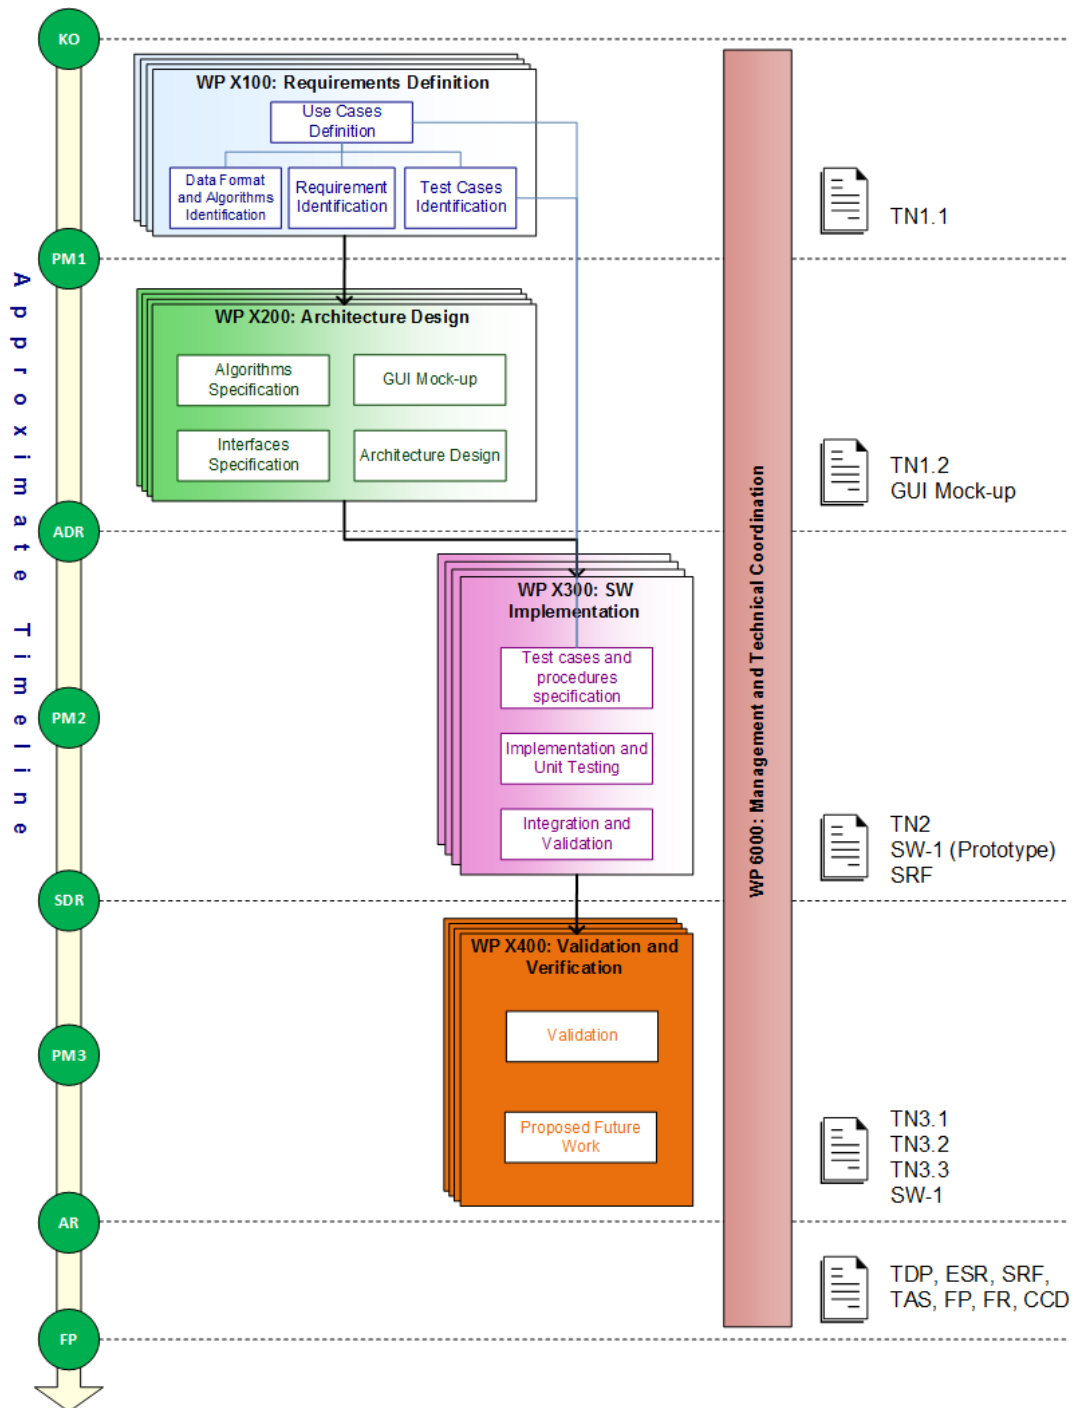 KO
WP X100: Requirements Definition
Use Cases
Definition
Data Format
and Algorithms
Identification
Requirement
Identification
Test Cases
Identification
TN1.1
PM1
WP X200: Architecture Design
Algorithms
Specification
GUI Mock-up
Interfaces
Specification
Architecture Design
TN1.2
GUI Mock-up
ADR
Approximate Timeline
WP X300: SW
Implementation
Test cases and
procedures
specification
PM2
Implementation and
Unit Testing
Integration and
Validation
WP 6000: Management and Technical Coordination
TN2
SW-1 (Prototype)
SRF
SDR
WP X400: Validation and
Verification
Validation
PM3
Proposed Future
Work
TN3.1
TN3.2
TN3.3
SW-1
AR
TDP, ESR, SRF,
TAS, FP, FR, CCD
FP